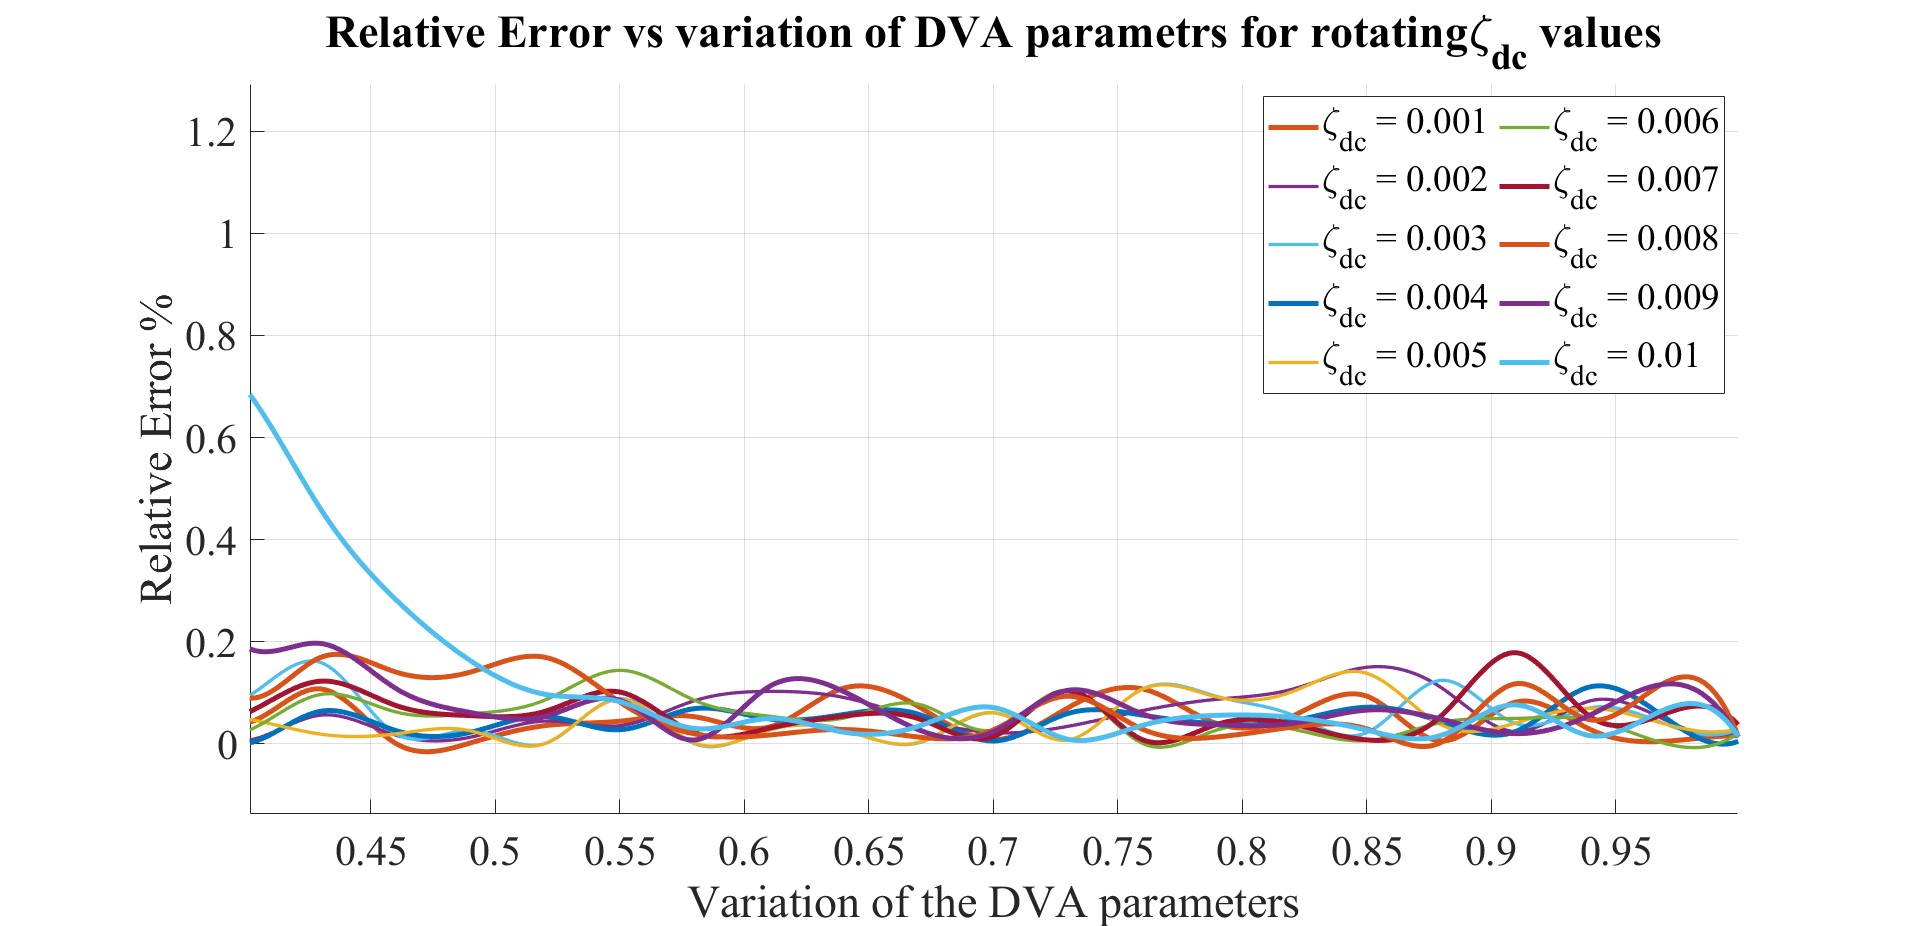 Relative Error vs variation of DVA parametrs for rotatingζdc values
ζdc = 0.001 ζdc = 0.006
ζdc = 0.002 ζdc = 0.007
ζdc = 0.003 ζdc = 0.008
ζdc = 0.004 ζdc = 0.009
ζdc = 0.005 ζdc = 0.01
Relative Error %
1.2
1
0.8
0.6
0.4
0.2
0
0.45 0.5 0.55 0.6 0.65 0.7 0.75 0.8 0.85 0.9 0.95
Variation of the DVA parameters